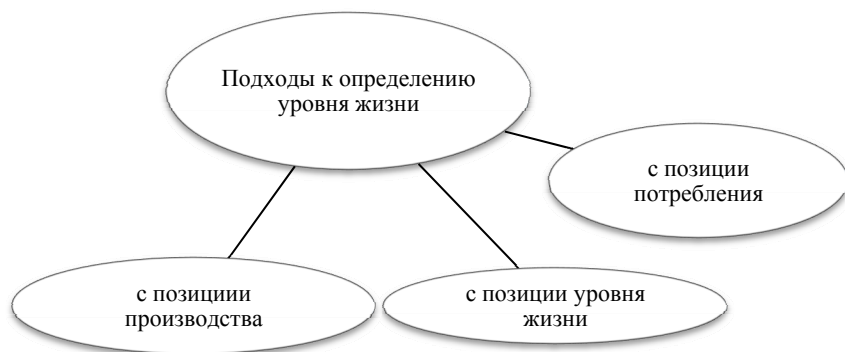 Подходы к определению
уровня жизни
с позиции
потребления
с позициии
производства
с позиции уровня
жизни